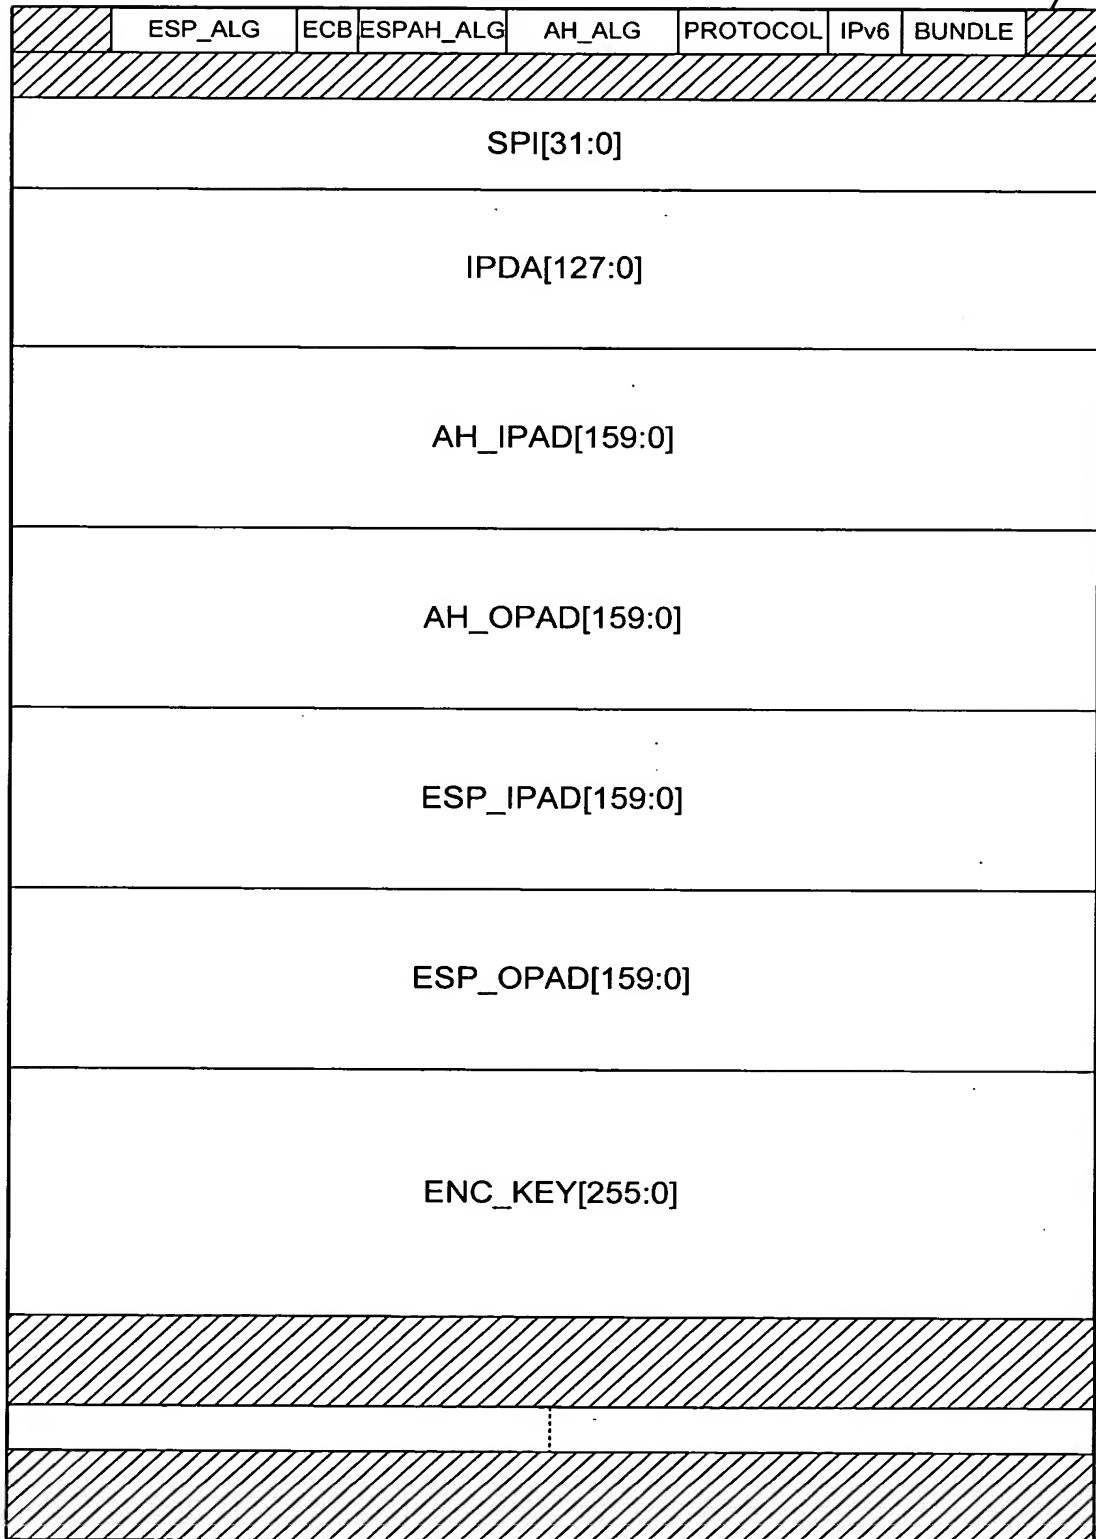 ESP_ALG ECB ESPAH_ALG AH_ALG PROTOCOL IPv6 BUNDLE
SPI[31:0]
IPDA[127:0]
AH_IPAD[159:0]
AH_OPAD[159:0]
ESP_IPAD[159:0]
ESP_OPAD[159:0]
ENC_KEY[255:0]